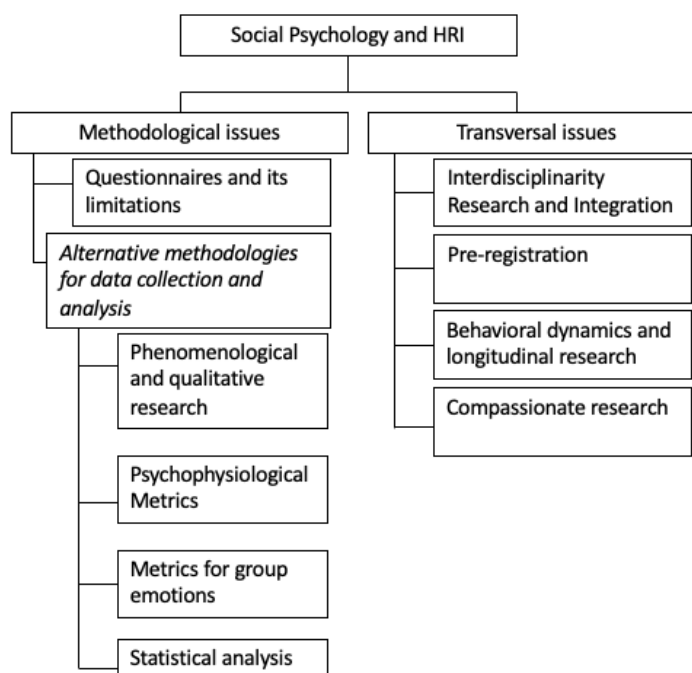 Social Psychology and HRI
Methodological issues
Questionnaires and its
limitations
Alternative methodologies
for data collection and
analysis
Phenomenological
and qualitative
research
Psychophysiological
Metrics
Metrics for group
emotions
Statistical analysis
Transversal issues
Interdisciplinarity
Research and Integration
Pre-registration
Behavioral dynamics and
longitudinal research
Compassionate research